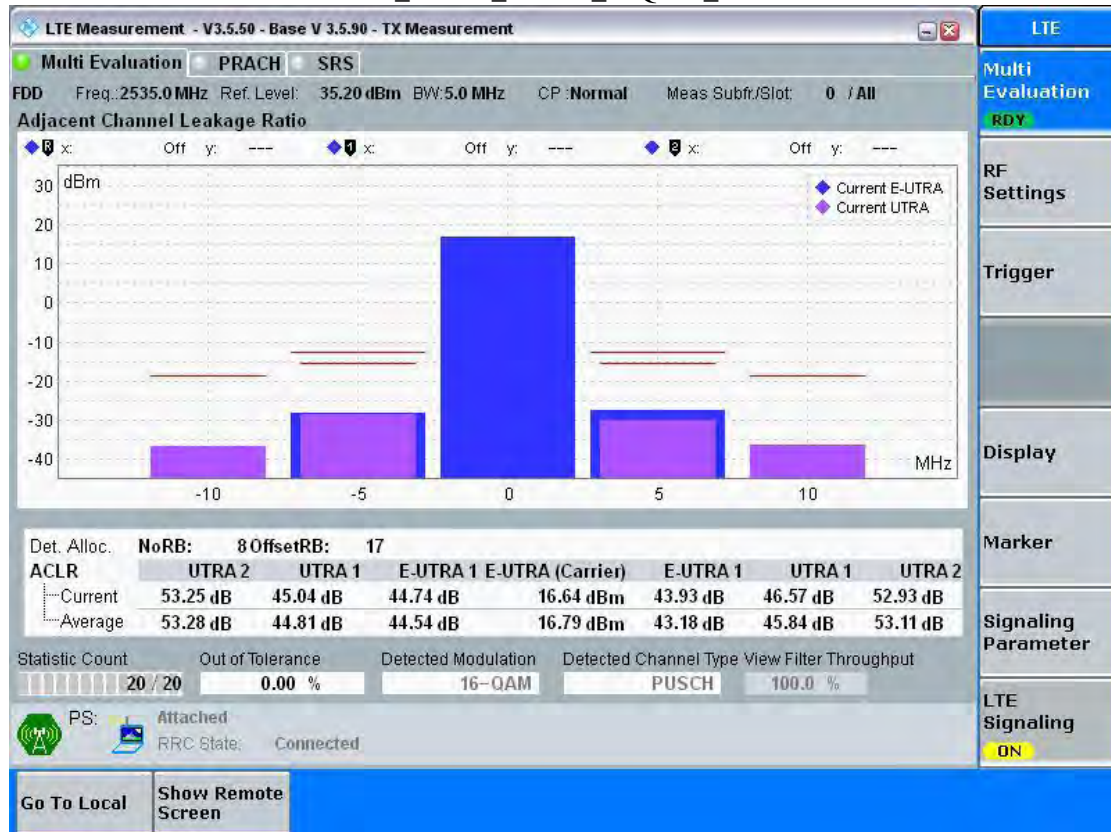 LTE Measurement - V3.5.50 - Base V 3.5.90 - TX Measurement
LTE
Multi Evaluation PRACH SRS
Multi Evaluation
RDY
FDD Freq.:2535.0 MHz Ref. Level: 35.20 dBm BW:5.0 MHz CP :Normal Meas Subfr./Slot: 0 / All
Adjacent Channel Leakage Ratio
R x: Off y: --- 1 x: Off y: --- 2 x: Off y: ---
RF Settings
30 dBm
Current E-UTRA
Current UTRA
20
10
Trigger
0
-10
-20
-30
-40
MHz
Display
-10 -5 0 5 10
Det. Alloc. NoRB: 8 OffsetRB: 17
Marker
ACLR UTRA 2 UTRA 1 E-UTRA 1 E-UTRA (Carrier) E-UTRA 1 UTRA 1 UTRA 2
Current 53.25 dB 45.04 dB 44.74 dB 16.64 dBm 43.93 dB 46.57 dB 52.93 dB
Average 53.28 dB 44.81 dB 44.54 dB 16.79 dBm 43.18 dB 45.84 dB 53.11 dB
Signaling Parameter
Statistic Count Out of Tolerance Detected Modulation Detected Channel Type View Filter Throughput
20 / 20 0.00 % 16-QAM PUSCH 100.0 %
PS: Attached
RRC State: Connected
LTE Signaling
ON
Go To Local
Show Remote Screen